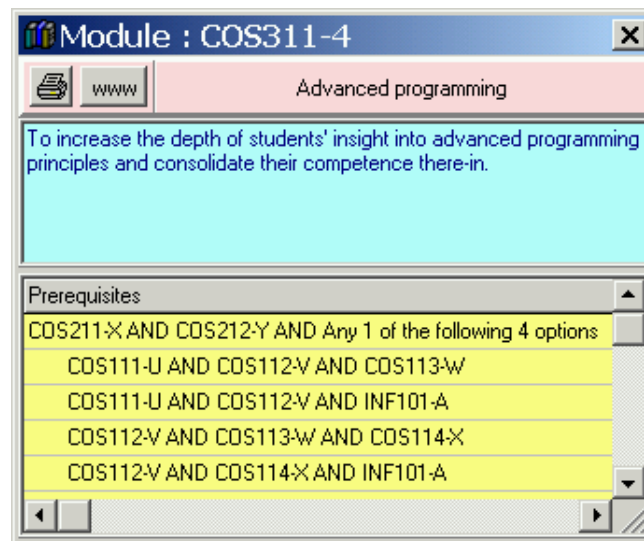 Module : COS311-4
www
Advanced programming
To increase the depth of students' insight into advanced programming
principles and consolidate their competence there-in.
Prerequisites
COS211-X AND COS212-Y AND Any 1 of the following 4 options
COS111-U AND COS112-V AND COS113-W
COS111-U AND COS112-V AND INF101-A
COS112-V AND COS113-W AND COS114-X
COS112-V AND COS114-X AND INF101-A